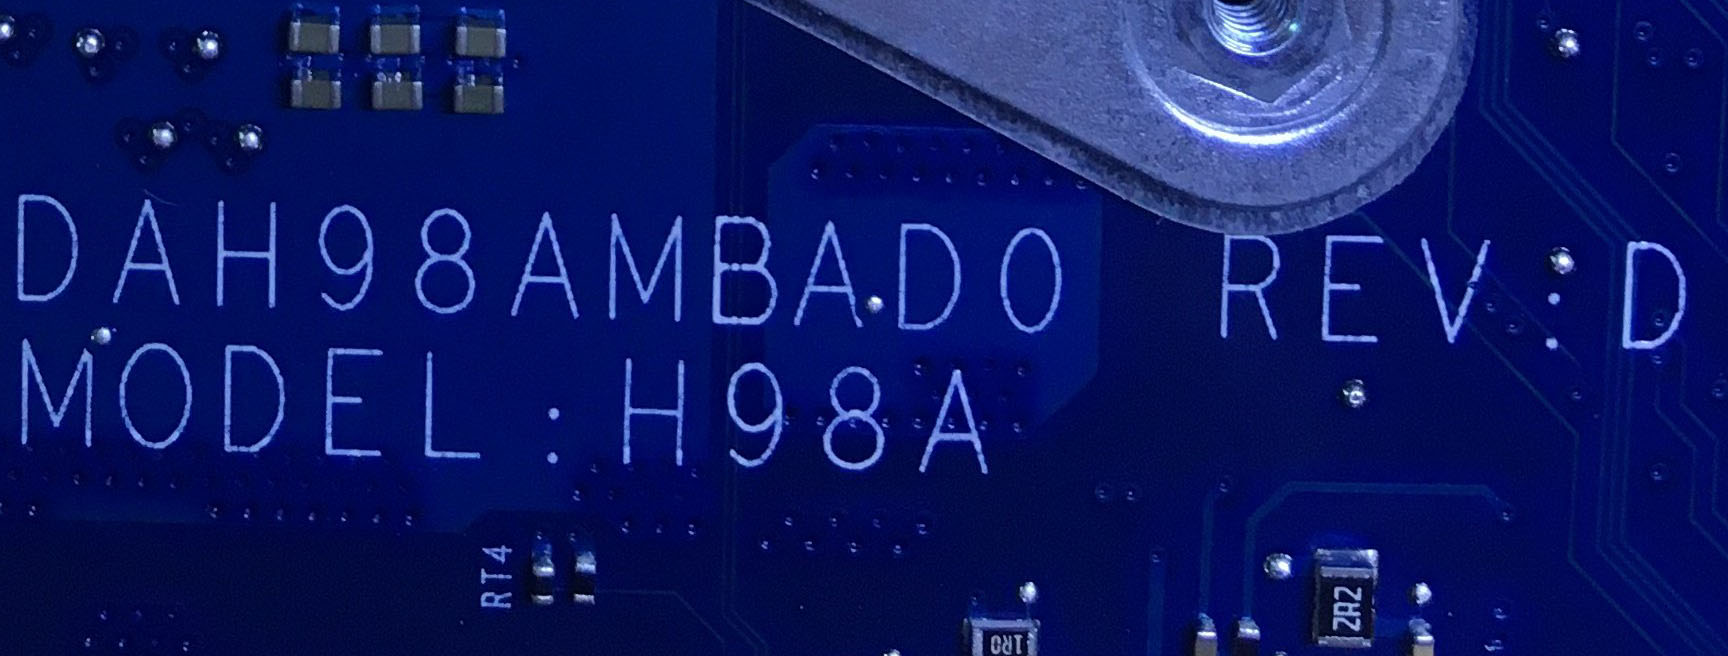 DAH98AMBAD0 REV:D
MODEL:H98A
RT4
1R0
2R2